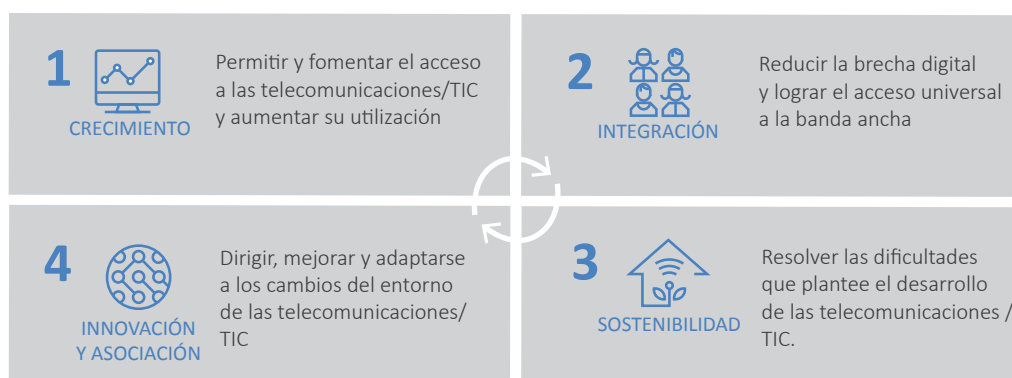 1
CRECIMIENTO
Permitir y fomentar el acceso
a las telecomunicaciones/TIC
y aumentar su utilización
2
INTEGRACIÓN
Reducir la brecha digital
y lograr el acceso universal
a la banda ancha
4
INNOVACIÓN
Y ASOCIACIÓN
Dirigir, mejorar y adaptarse
a los cambios del entorno
de las telecomunicaciones/
TIC
3
SOSTENIBILIDAD
Resolver las dificultades
que plantee el desarrollo
de las telecomunicaciones /
TIC.